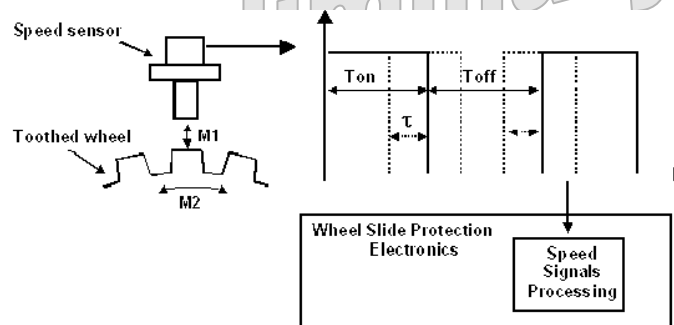 Speed sensor
Ton
Toff
τ
M1
Toothed wheel
M2
Wheel Slide Protection
Electronics
Speed
Signals
Processing